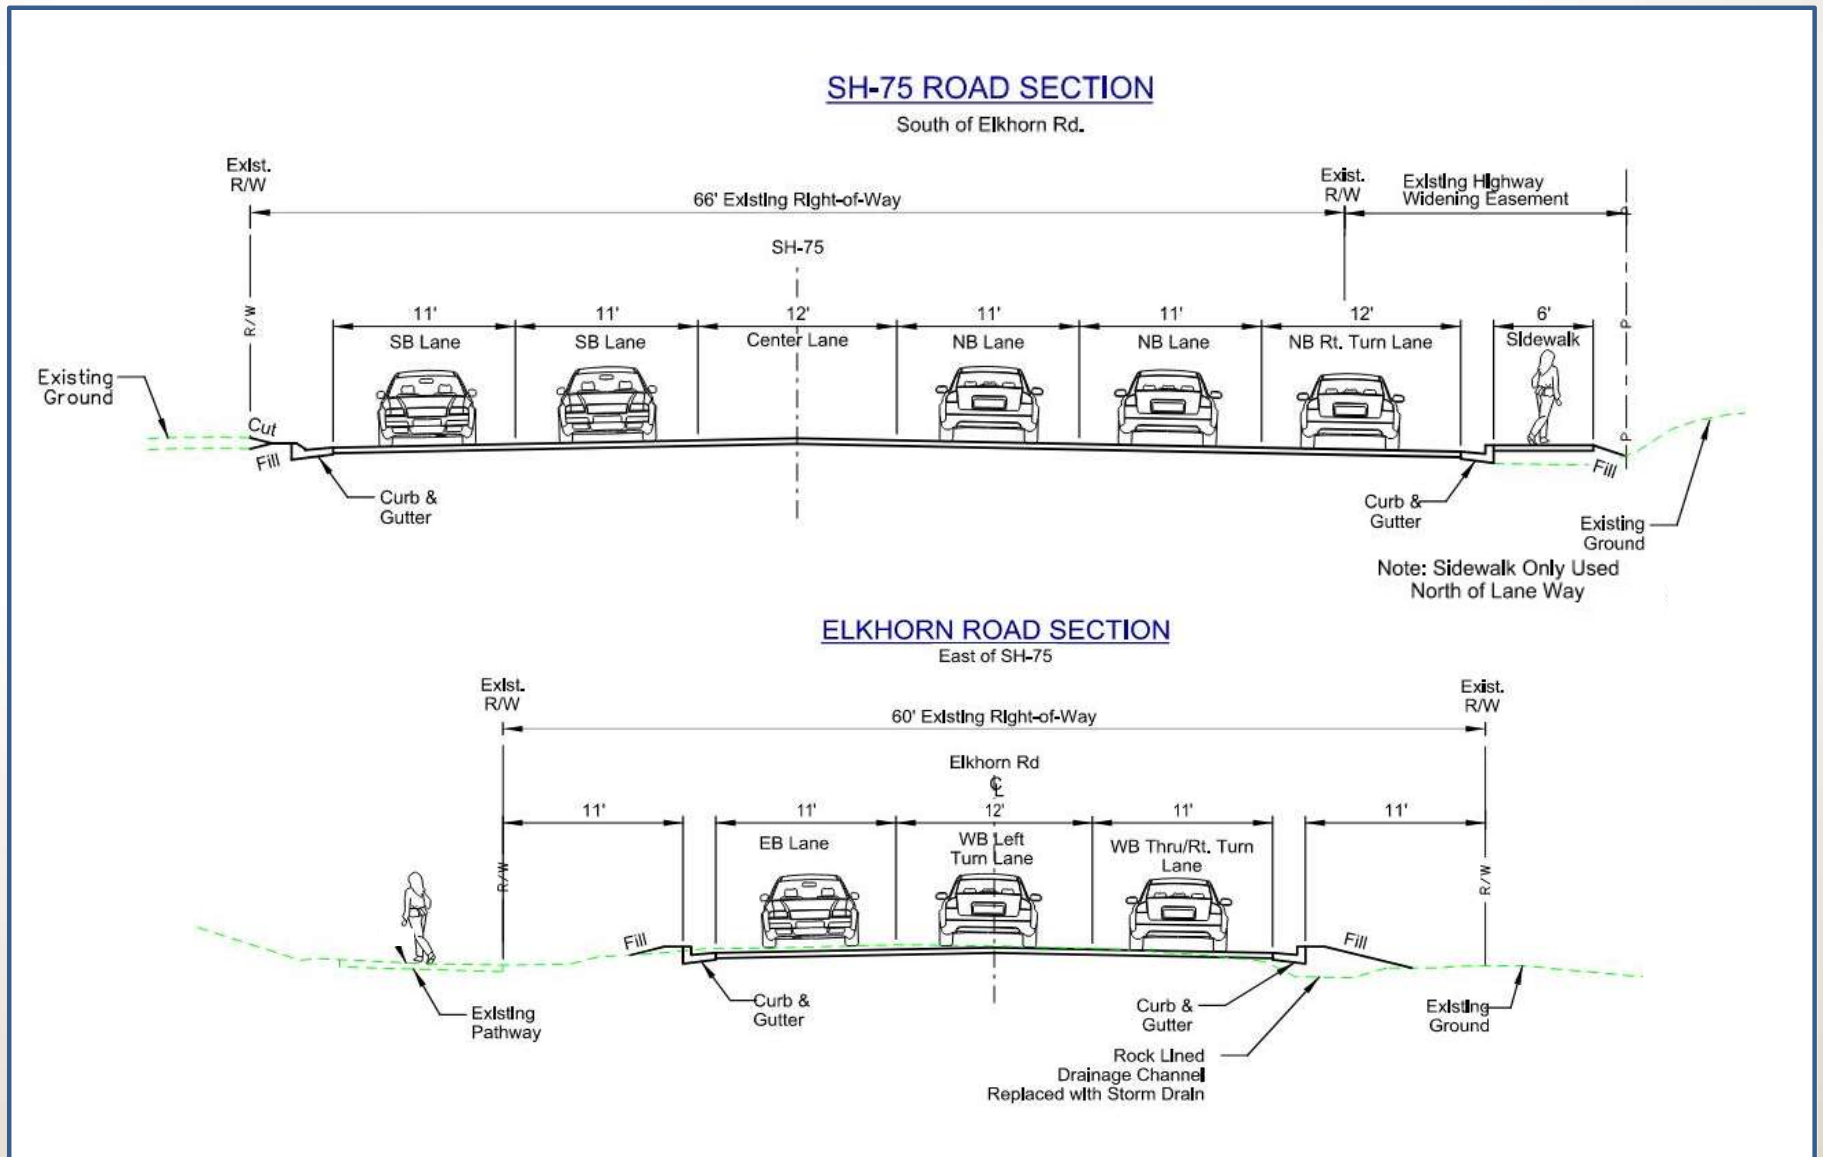 SH-75 ROAD SECTION
South of Elkhorn Rd.
Exist.
R/W
66' Existing Right-of-Way
Exist.
R/W
Existing Highway
Widening Easement
SH-75
R/W
11'
SB Lane
11'
SB Lane
12'
Center Lane
11'
NB Lane
11'
NB Lane
12'
NB Rt. Turn Lane
6'
Sidewalk
P
P
P
Existing
Ground
Cut
Fill
Curb &
Gutter
Fill
Curb &
Gutter
Existing
Ground
Note: Sidewalk Only Used
North of Lane Way
ELKHORN ROAD SECTION
East of SH-75
Exist.
R/W
60' Existing Right-of-Way
Exist.
R/W
Elkhorn Rd
CL
11'
11'
EB Lane
12'
WB Left
Turn Lane
11'
WB Thru/Rt. Turn
Lane
11'
R/W
R/W
Fill
Fill
Existing
Pathway
Curb &
Gutter
Curb &
Gutter
Existing
Ground
Rock Lined
Drainage Channel
Replaced with Storm Drain